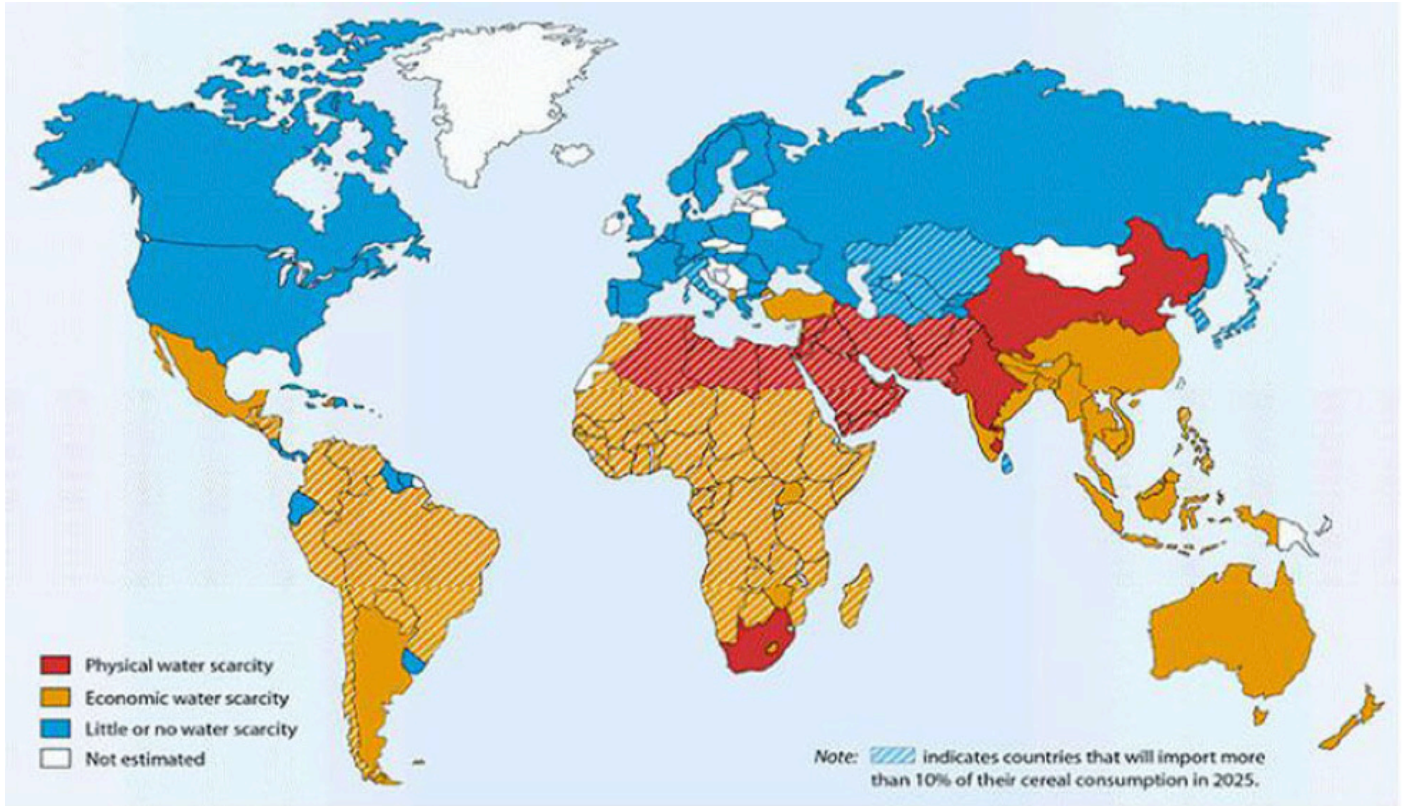 Physical water scarcity
Economic water scarcity
Little or no water scarcity
Not estimated
Note: indicates countries that will import more
than 10% of their cereal consumption in 2025.